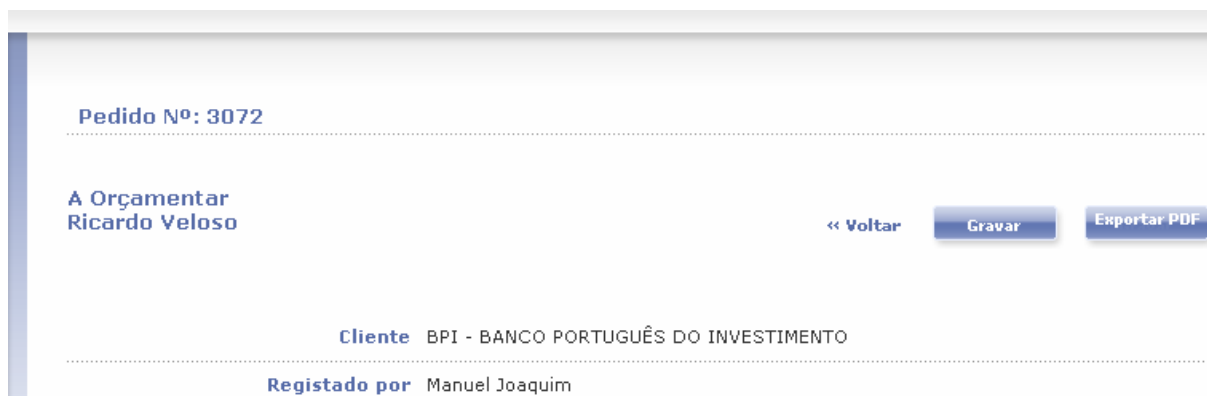 Pedido Nº: 3072
A Orçamentar
Ricardo Veloso
‹‹ Voltar
Gravar
Exportar PDF
Cliente BPI - BANCO PORTUGUÊS DO INVESTIMENTO
Registado por Manuel Joaquim